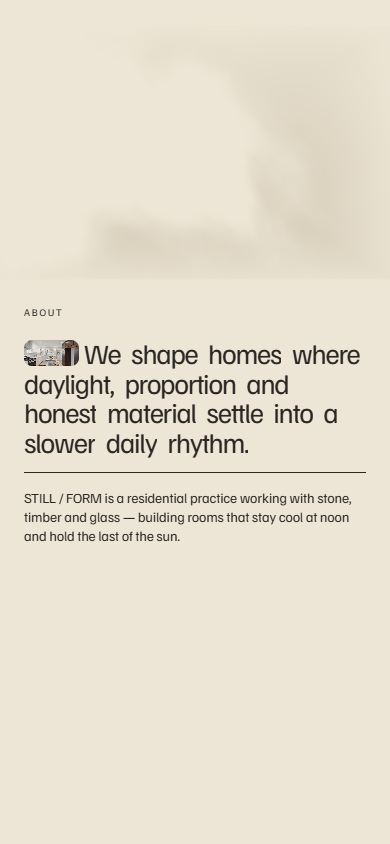 ABOUT
We shape homes where
daylight, proportion and
honest material settle into a
slower daily rhythm.
STILL / FORM is a residential practice working with stone,
timber and glass — building rooms that stay cool at noon
and hold the last of the sun.